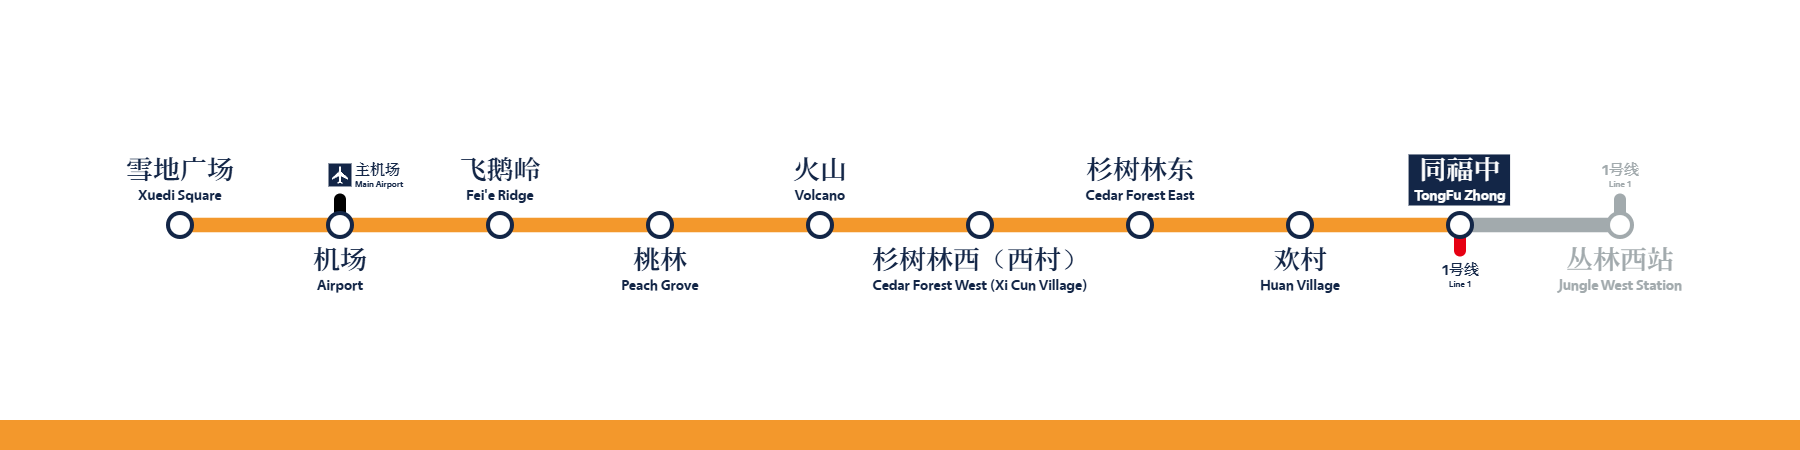 雪地广场
Xuedi Square
主机场
Main Airport
机场
Airport
飞鹅岭
Fei'e Ridge
桃林
Peach Grove
火山
Volcano
杉树林西（西村）
Cedar Forest West (Xi Cun Village)
杉树林东
Cedar Forest East
欢村
Huan Village
同福中
TongFu Zhong
1号线
Line 1
1号线
Line 1
丛林西站
Jungle West Station